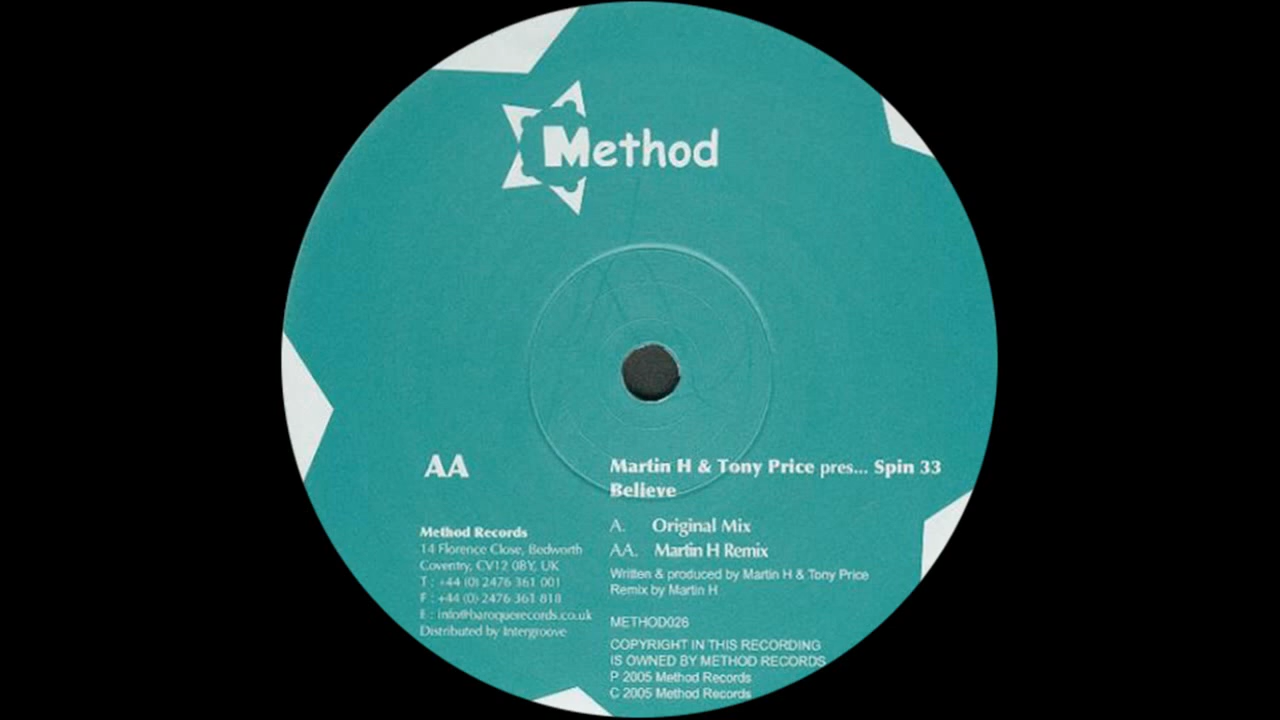 Method
AA
Martin H & Tony Price pres... Spin 33
Believe
A. Original Mix
AA. Martin H Remix
Written & produced by Martin H & Tony Price
Remix by Martin H
METHOD026
COPYRIGHT IN THIS RECORDING
IS OWNED BY METHOD RECORDS
P 2005 Method Records
C 2005 Method Records
Method Records
14 Florence Close, Bedworth
Coventry, CV12 0BY, UK
T : +44 (0) 2476 361 001
F : +44 (0) 2476 361 818
E : info@baroquerecords.co.uk
Distributed by Intergroove